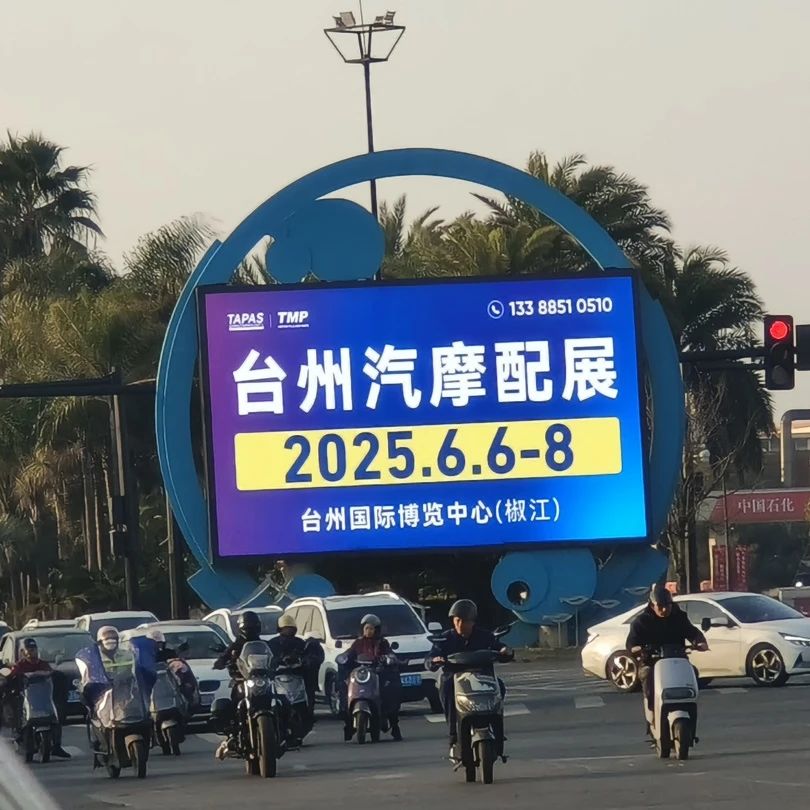 TAPAS | TMP
133 8851 0510
台州汽摩配展
2025.6.6-8
台州国际博览中心(椒江)
中国石化